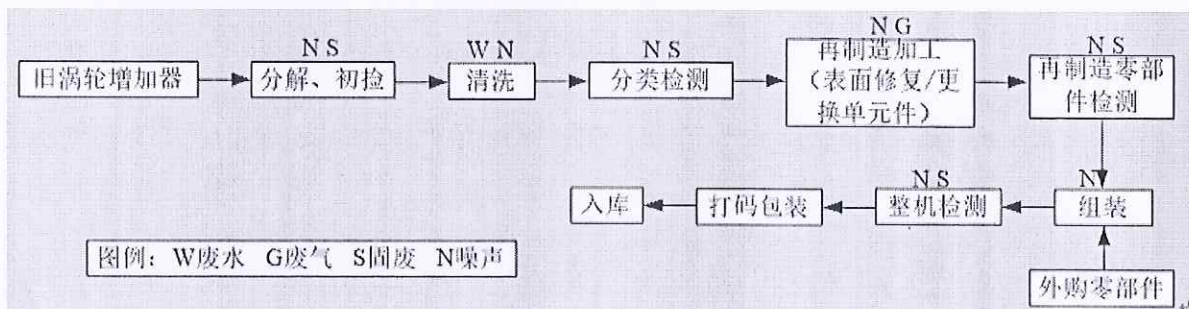 N S
W N
N S
N G
N S
旧涡轮增加器
分解、初检
清洗
分类检测
再制造加工
（表面修复/更
换单元件）
再制造零部
件检测
N S
N
入库
打码包装
整机检测
组装
图例：W废水 G废气 S固废 N噪声
外购零部件